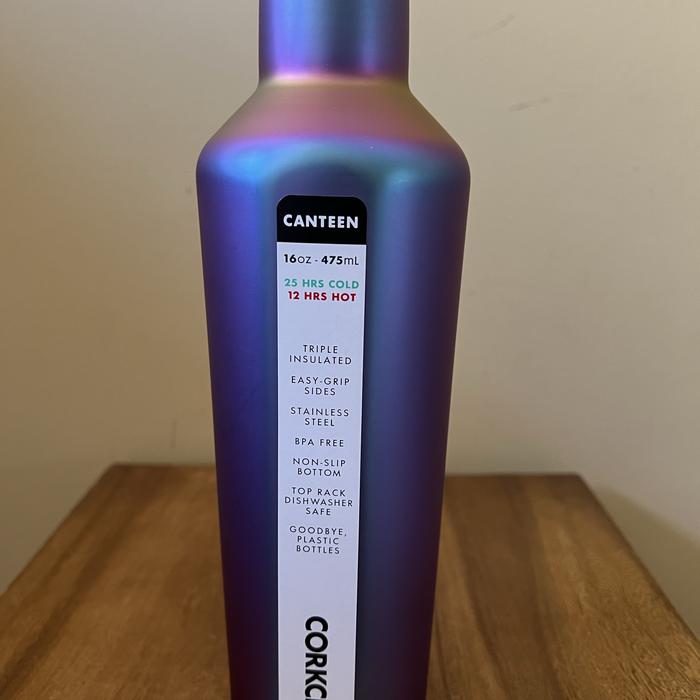 CANTEEN
16oz - 475mL
25 HRS COLD
12 HRS HOT
TRIPLE
INSULATED
EASY-GRIP
SIDES
STAINLESS
STEEL
BPA FREE
NON-SLIP
BOTTOM
TOP RACK
DISHWASHER
SAFE
GOODBYE,
PLASTIC
BOTTLES
CORKC